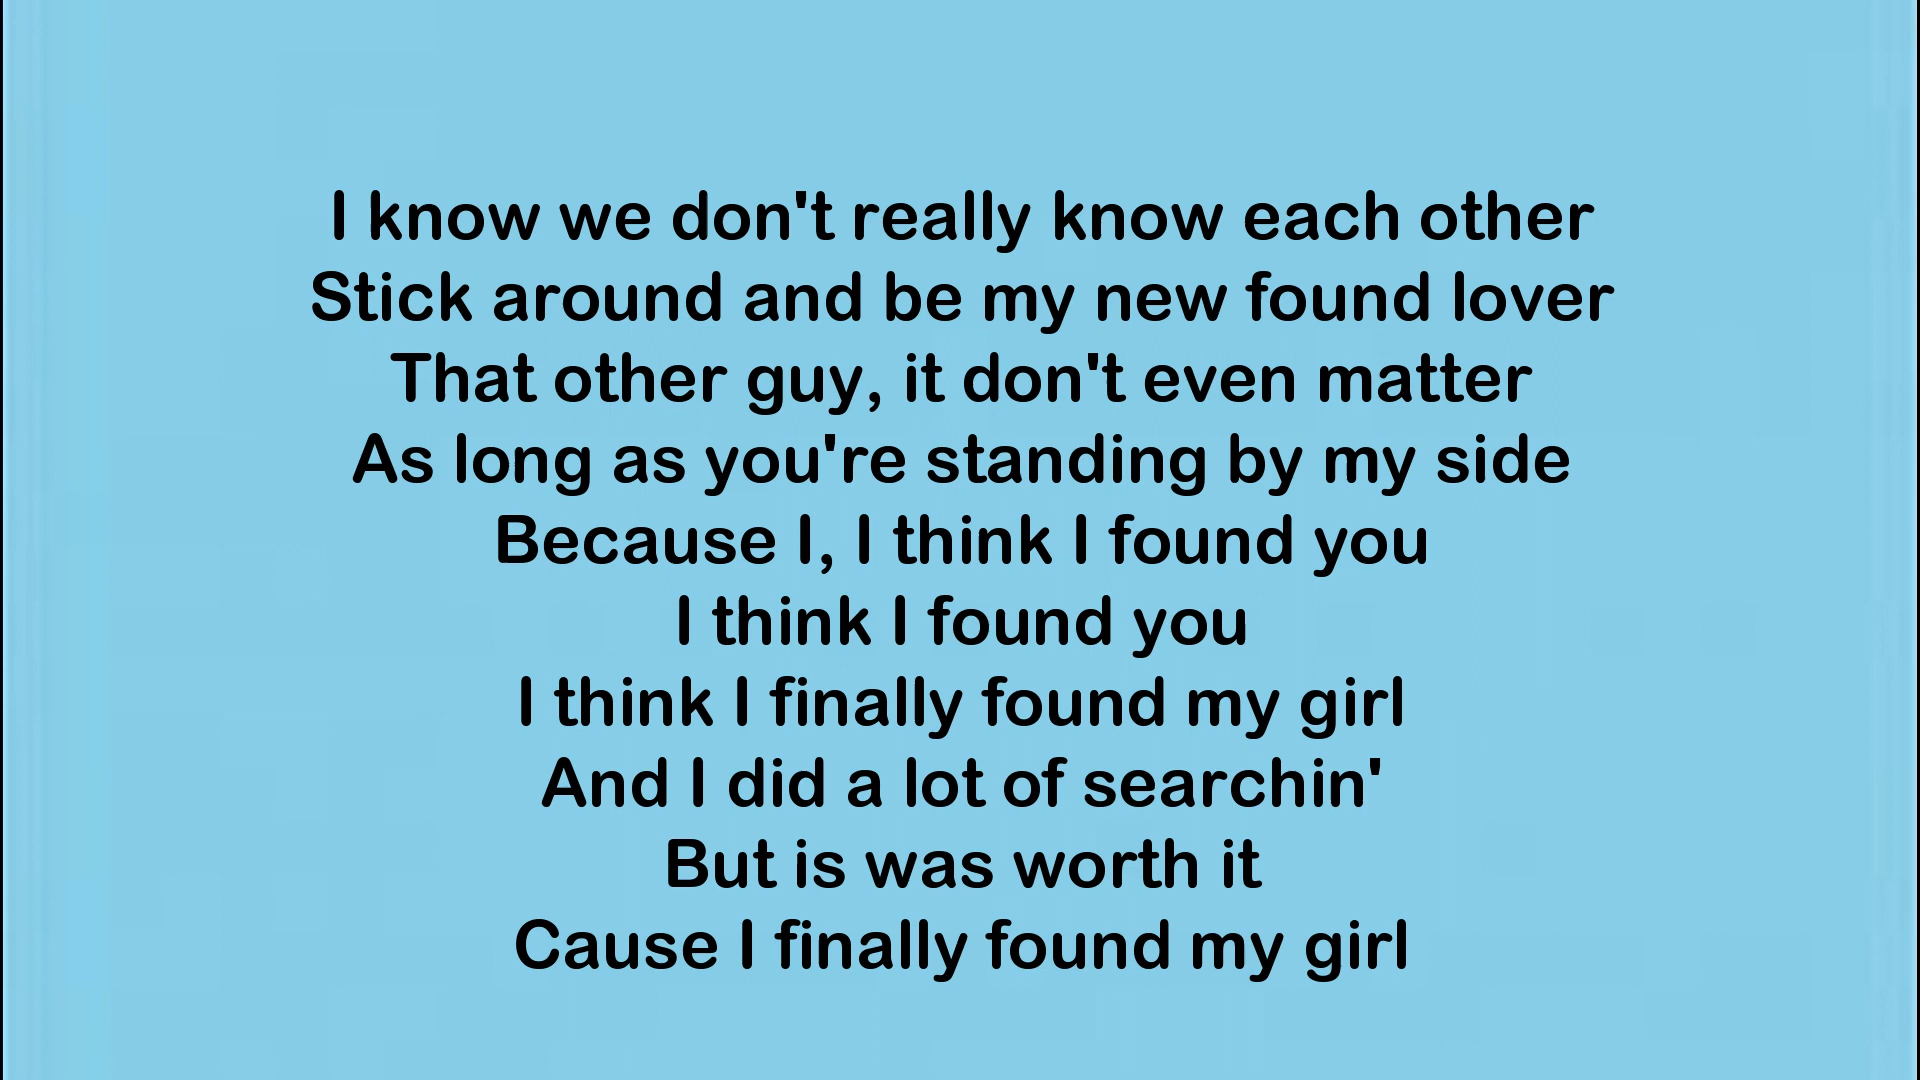 I know we don't really know each other
Stick around and be my new found lover
That other guy, it don't even matter
As long as you're standing by my side
Because I, I think I found you
I think I found you
I think I finally found my girl
And I did a lot of searchin'
But is was worth it
Cause I finally found my girl